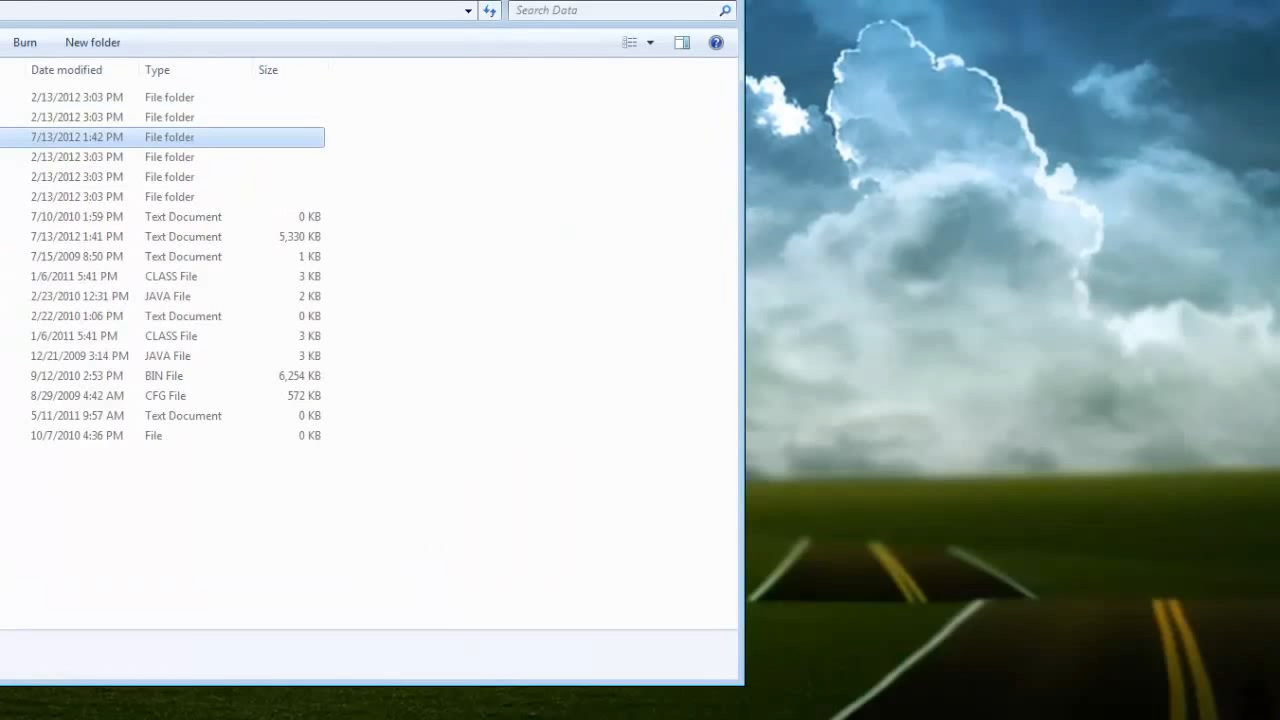 Search Data
Burn New folder
Date modified Type Size
2/13/2012 3:03 PM File folder
2/13/2012 3:03 PM File folder
7/13/2012 1:42 PM File folder
2/13/2012 3:03 PM File folder
2/13/2012 3:03 PM File folder
2/13/2012 3:03 PM File folder
7/10/2010 1:59 PM Text Document 0 KB
7/13/2012 1:41 PM Text Document 5,330 KB
7/15/2009 8:50 PM Text Document 1 KB
1/6/2011 5:41 PM CLASS File 3 KB
2/23/2010 12:31 PM JAVA File 2 KB
2/22/2010 1:06 PM Text Document 0 KB
1/6/2011 5:41 PM CLASS File 3 KB
12/21/2009 3:14 PM JAVA File 3 KB
9/12/2010 2:53 PM BIN File 6,254 KB
8/29/2009 4:42 AM CFG File 572 KB
5/11/2011 9:57 AM Text Document 0 KB
10/7/2010 4:36 PM File 0 KB